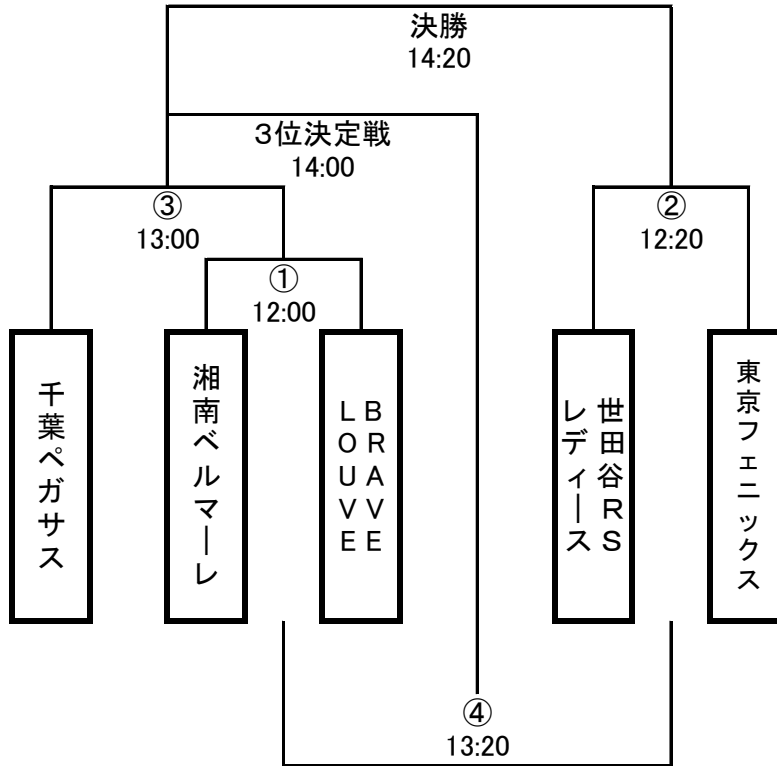 決勝
14:20
3位決定戦
14:00
③
13:00
②
12:20
①
12:00
千葉ペガサス
湘南ベルマーレ
BRAVE
LOUVE
世田谷RS
レディース
東京フェニックス
④
13:20